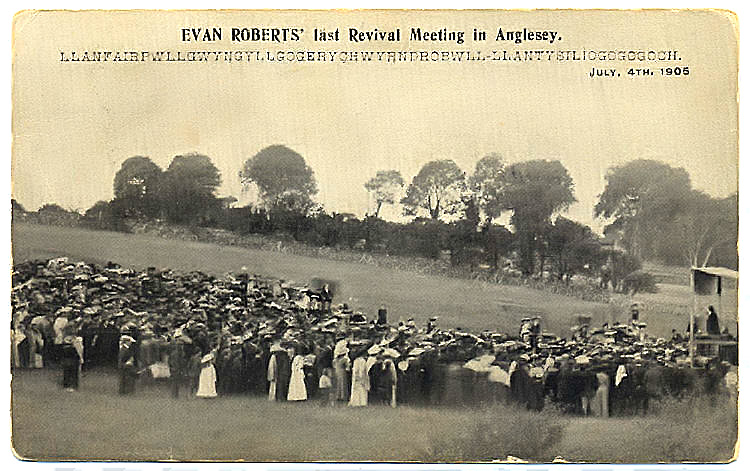 EVAN ROBERTS' last Revival Meeting in Anglesey.
LLANFAIRPWLLGWYNGYLLGOGERYCHWYRNDROBWLL-LLANTYSILIOGOGOGOCH.
JULY, 4TH. 1905